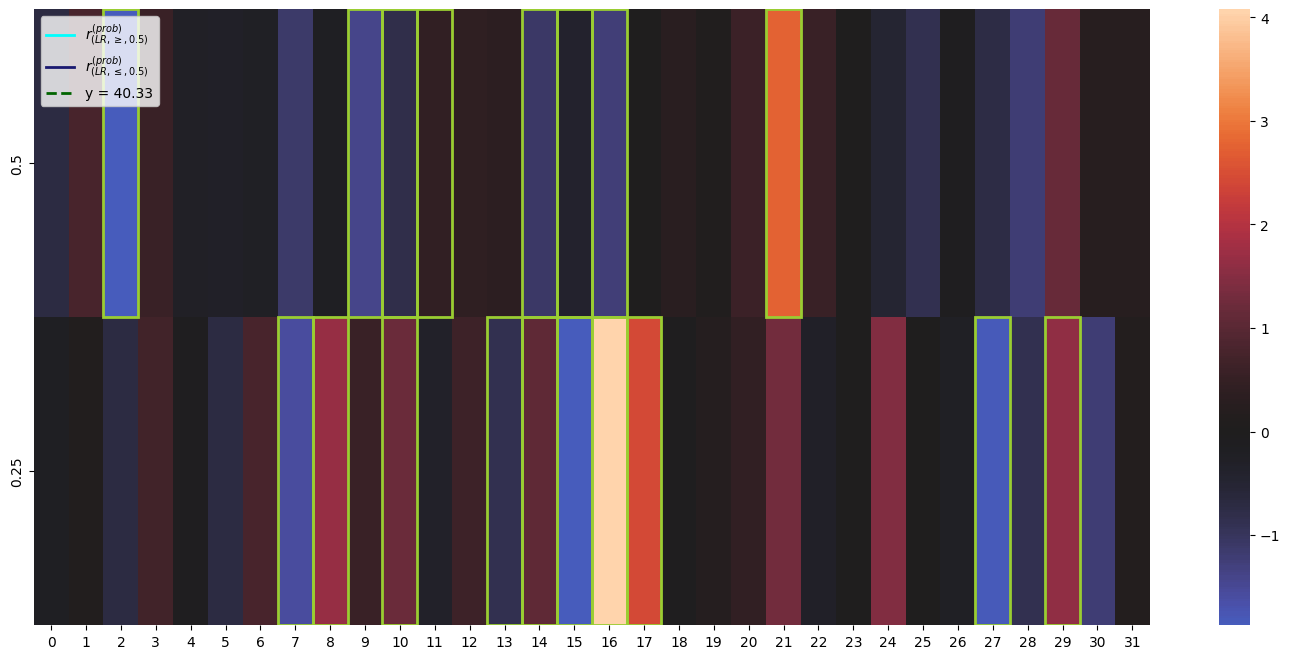 r^{(prob)}_{(LR, ≥, 0.5)}
r^{(prob)}_{(LR, ≤, 0.5)}
y = 40.33
0.5
0.25
0 1 2 3 4 5 6 7 8 9 10 11 12 13 14 15 16 17 18 19 20 21 22 23 24 25 26 27 28 29 30 31
4
3
2
1
0
−1